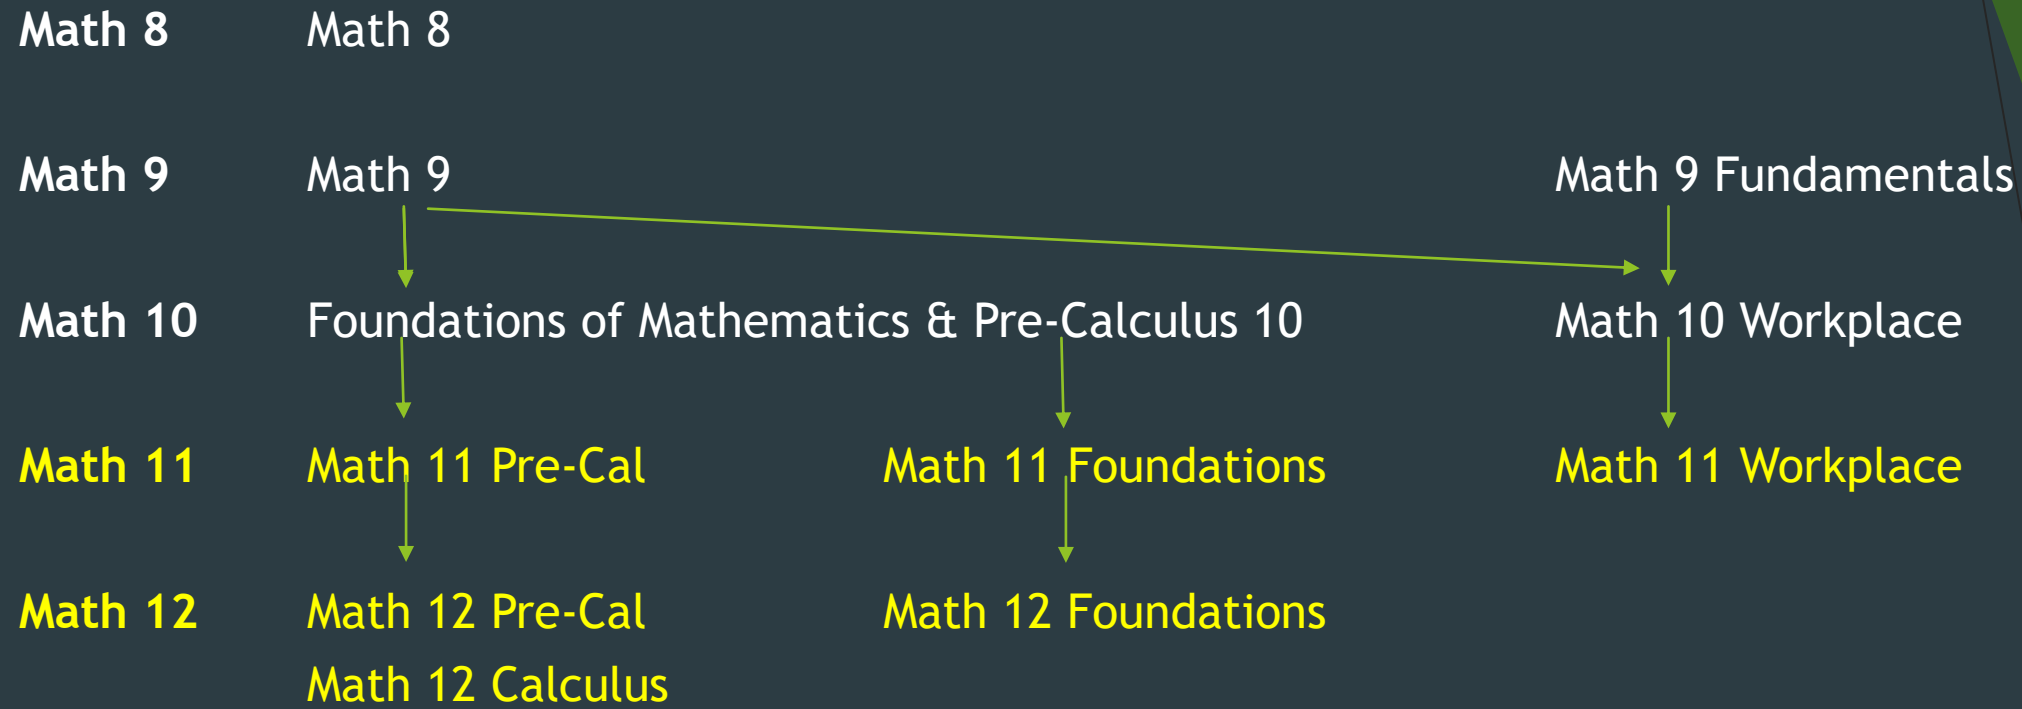 Math 8 Math 8
Math 9 Math 9 Math 9 Fundamentals
Math 10 Foundations of Mathematics & Pre-Calculus 10 Math 10 Workplace
Math 11 Math 11 Pre-Cal Math 11 Foundations Math 11 Workplace
Math 12 Math 12 Pre-Cal Math 12 Foundations
Math 12 Calculus